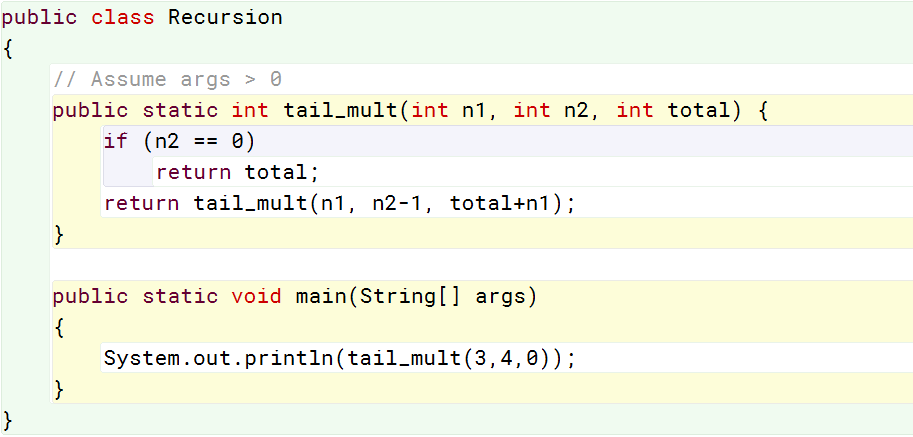 public class Recursion
{
    // Assume args > 0
    public static int tail_mult(int n1, int n2, int total) {
        if (n2 == 0)
            return total;
        return tail_mult(n1, n2-1, total+n1);
    }

    public static void main(String[] args)
    {
        System.out.println(tail_mult(3,4,0));
    }
}